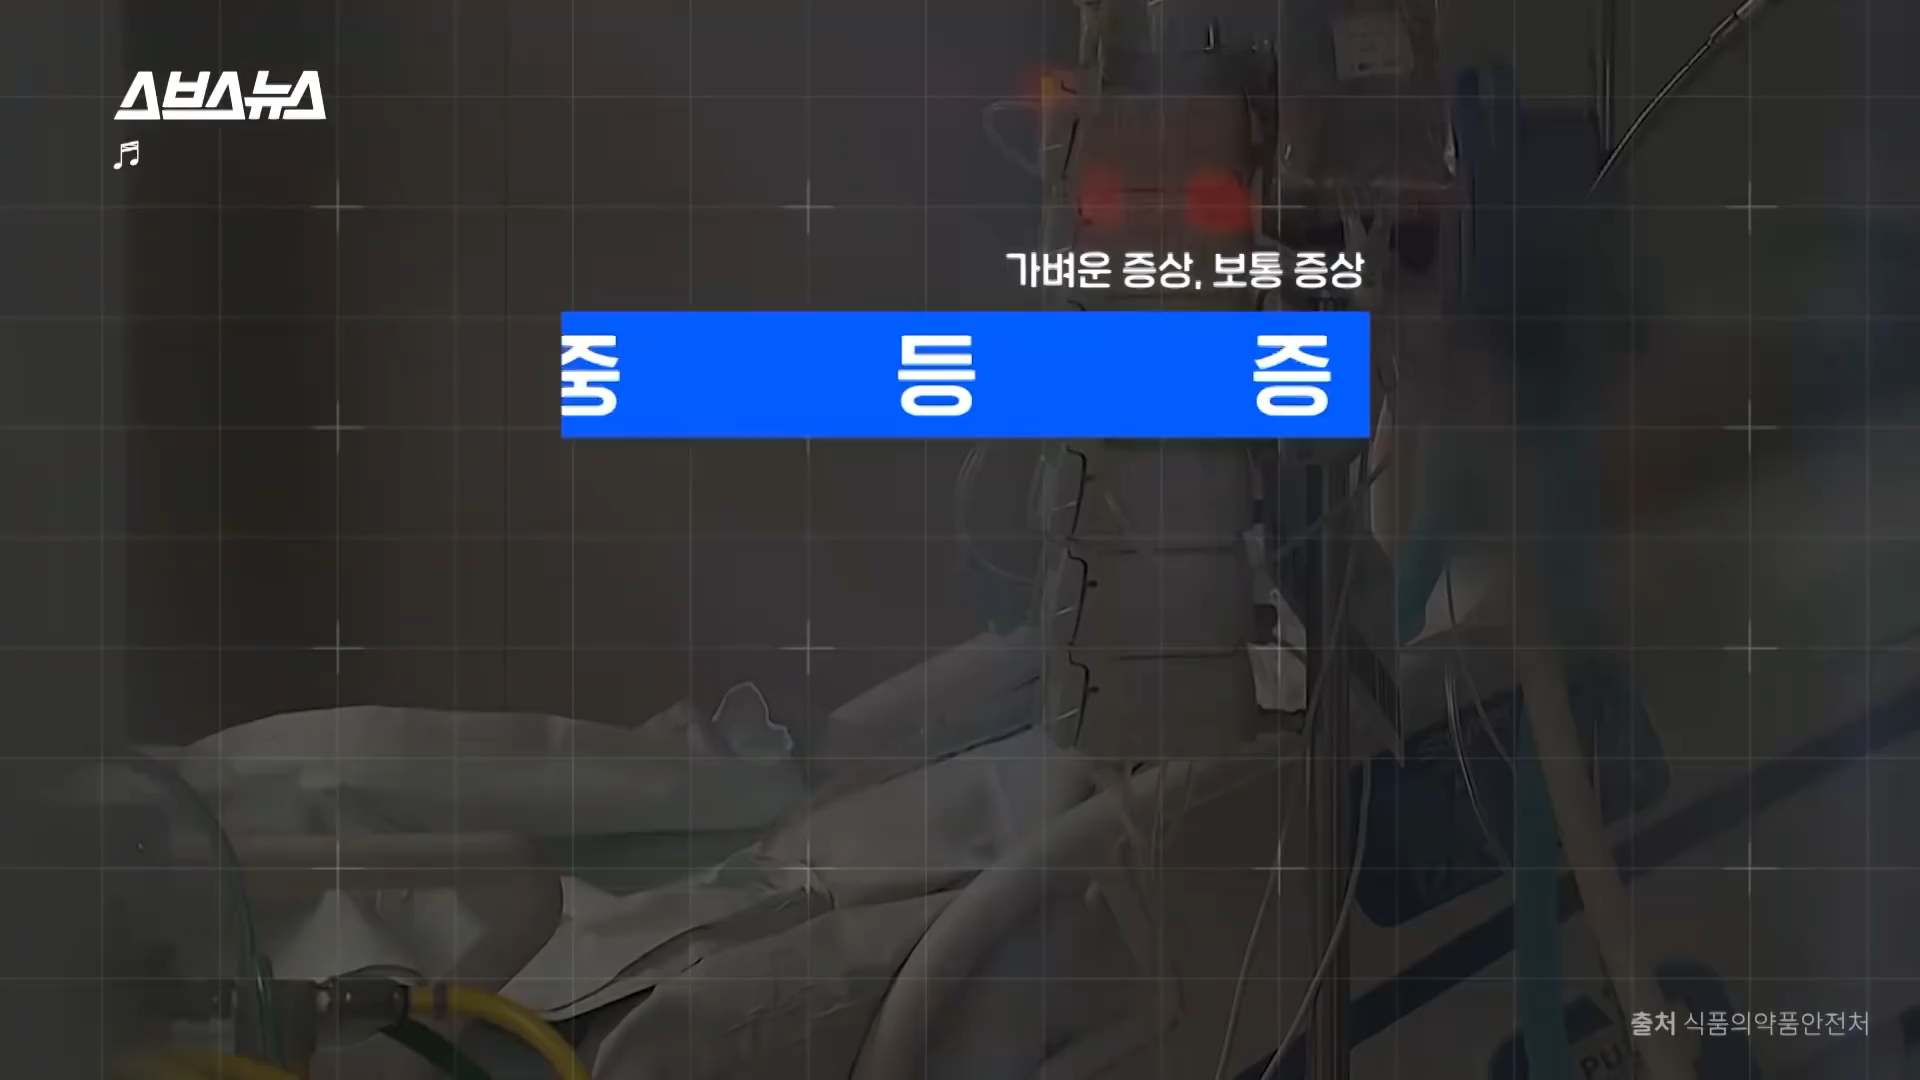 스브스뉴스
가벼운 증상, 보통 증상
중 등 증
출처 식품의약품안전처